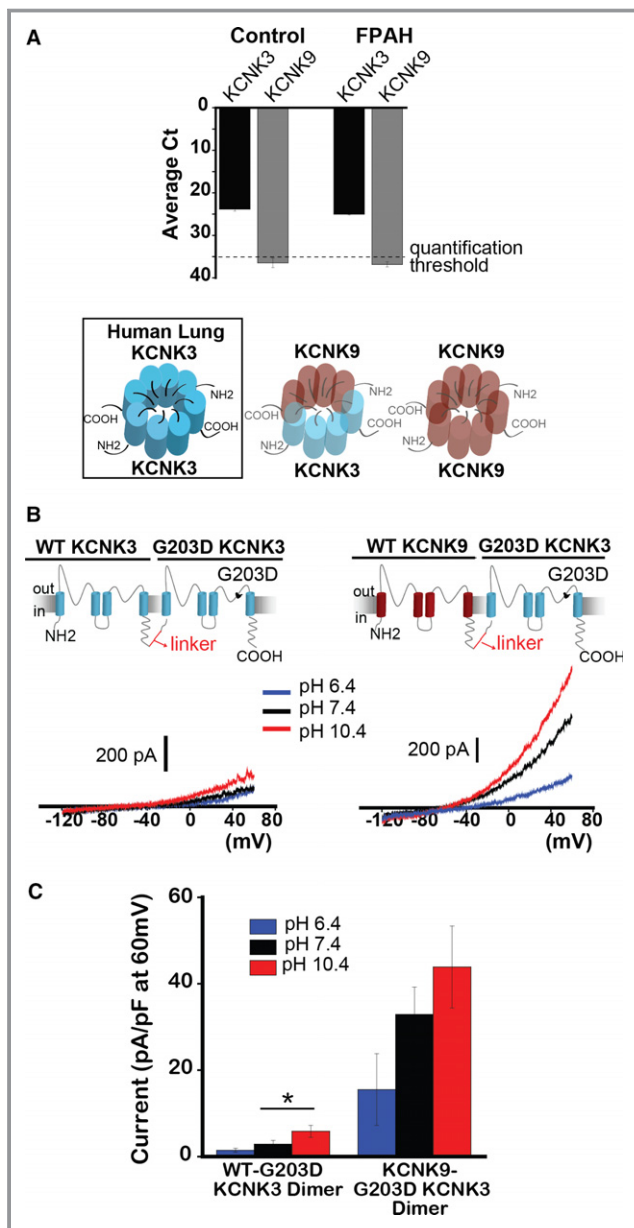 A
Control FPAH
KCNK3 KCNK9 KCNK3 KCNK9
Average Ct
0
10
20
30
40
quantification
threshold
Human Lung
KCNK3
NH2
COOH
COOH
NH2
KCNK3
KCNK9
NH2
COOH
COOH
NH2
KCNK3
KCNK9
NH2
COOH
COOH
NH2
KCNK9
B
WT KCNK3 G203D KCNK3
G203D
out
in
NH2
linker
COOH
WT KCNK9 G203D KCNK3
G203D
out
in
NH2
linker
COOH
pH 6.4
pH 7.4
pH 10.4
200 pA
200 pA
-120 -80 -40 0 40 80
(mV)
-120 -80 -40 0 40 80
(mV)
C
Current (pA/pF at 60mV)
60
40
20
0
pH 6.4
pH 7.4
pH 10.4
*
WT-G203D
KCNK3 Dimer
KCNK9-
G203D KCNK3
Dimer